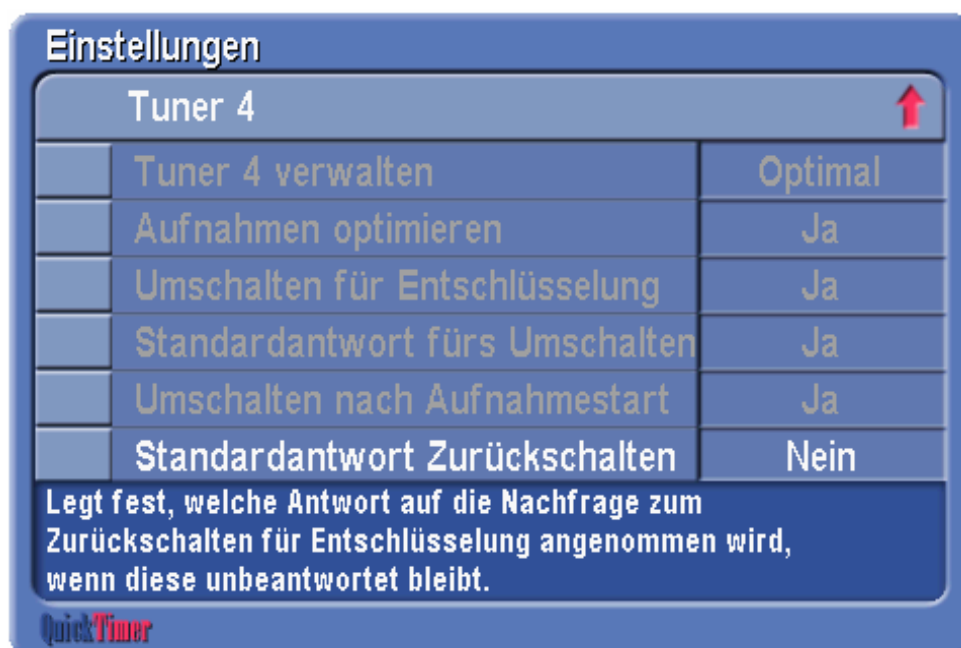 Einstellungen
Tuner 4
Tuner 4 verwalten Optimal
Aufnahmen optimieren Ja
Umschalten für Entschlüsselung Ja
Standardantwort fürs Umschalten Ja
Umschalten nach Aufnahmestart Ja
Standardantwort Zurückschalten Nein
Legt fest, welche Antwort auf die Nachfrage zum
Zurückschalten für Entschlüsselung angenommen wird,
wenn diese unbeantwortet bleibt.
QuickTimer